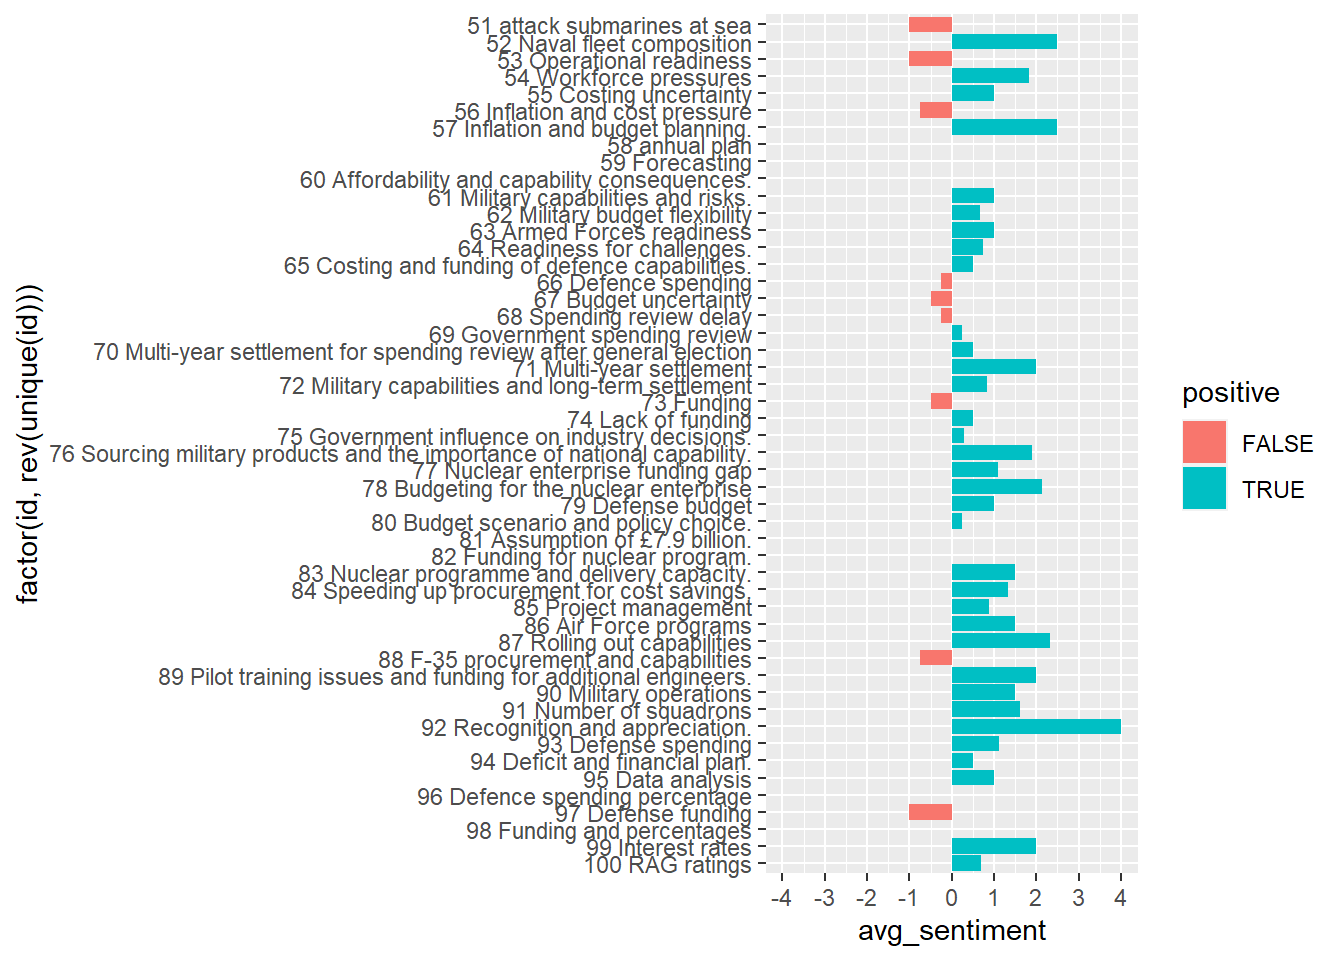 51 attack submarines at sea
52 Naval fleet composition
53 Operational readiness
54 Workforce pressures
55 Costing uncertainty
56 Inflation and cost pressure
57 Inflation and budget planning.
58 annual plan
59 Forecasting
60 Affordability and capability consequences.
61 Military capabilities and risks.
62 Military budget flexibility
63 Armed Forces readiness
64 Readiness for challenges.
65 Costing and funding of defence capabilities.
66 Defence spending
67 Budget uncertainty
68 Spending review delay
69 Government spending review
70 Multi-year settlement for spending review after general election
71 Multi-year settlement
72 Military capabilities and long-term settlement
73 Funding
74 Lack of funding
75 Government influence on industry decisions.
76 Sourcing military products and the importance of national capability.
77 Nuclear enterprise funding gap
78 Budgeting for the nuclear enterprise
79 Defense budget
80 Budget scenario and policy choice.
81 Assumption of £7.9 billion.
82 Funding for nuclear program.
83 Nuclear programme and delivery capacity.
84 Speeding up procurement for cost savings.
85 Project management
86 Air Force programs
87 Rolling out capabilities
88 F-35 procurement and capabilities
89 Pilot training issues and funding for additional engineers.
90 Military operations
91 Number of squadrons
92 Recognition and appreciation.
93 Defense spending
94 Deficit and financial plan.
95 Data analysis
96 Defence spending percentage
97 Defense funding
98 Funding and percentages
99 Interest rates
100 RAG ratings
factor(id, rev(unique(id)))
-4 -3 -2 -1 0 1 2 3 4
avg_sentiment
positive
FALSE
TRUE